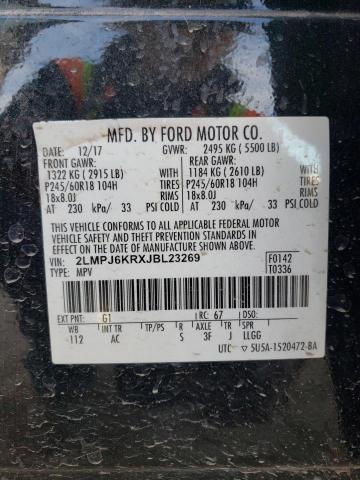 MFD. BY FORD MOTOR CO.
DATE: 12/17 GVWR: 2495 KG ( 5500 LB)
FRONT GAWR: REAR GAWR:
1322 KG ( 2915 LB) 1184 KG ( 2610 LB)
P245/60R18 104H TIRES P245/60R18 104H
18x8.0J RIMS 18x8.0J
AT 230 kPa/ 33 PSI COLD AT 230 kPa/ 33 PSI COLD
THIS VEHICLE CONFORMS TO ALL APPLICABLE FEDERAL MOTOR
VEHICLE SAFETY AND THEFT PREVENTION STANDARDS IN
EFFECT ON THE DATE OF MANUFACTURE SHOWN ABOVE.
VIN: 2LMPJ6KRXJBL23269 F0142
TYPE: MPV T0336
EXT PNT: G1 RC: 67 DSO:
WB INT TR TP/PS R AXLE TR SPR
112 AC S 3F J LLGG
UTC 5U5A-1520472-BA